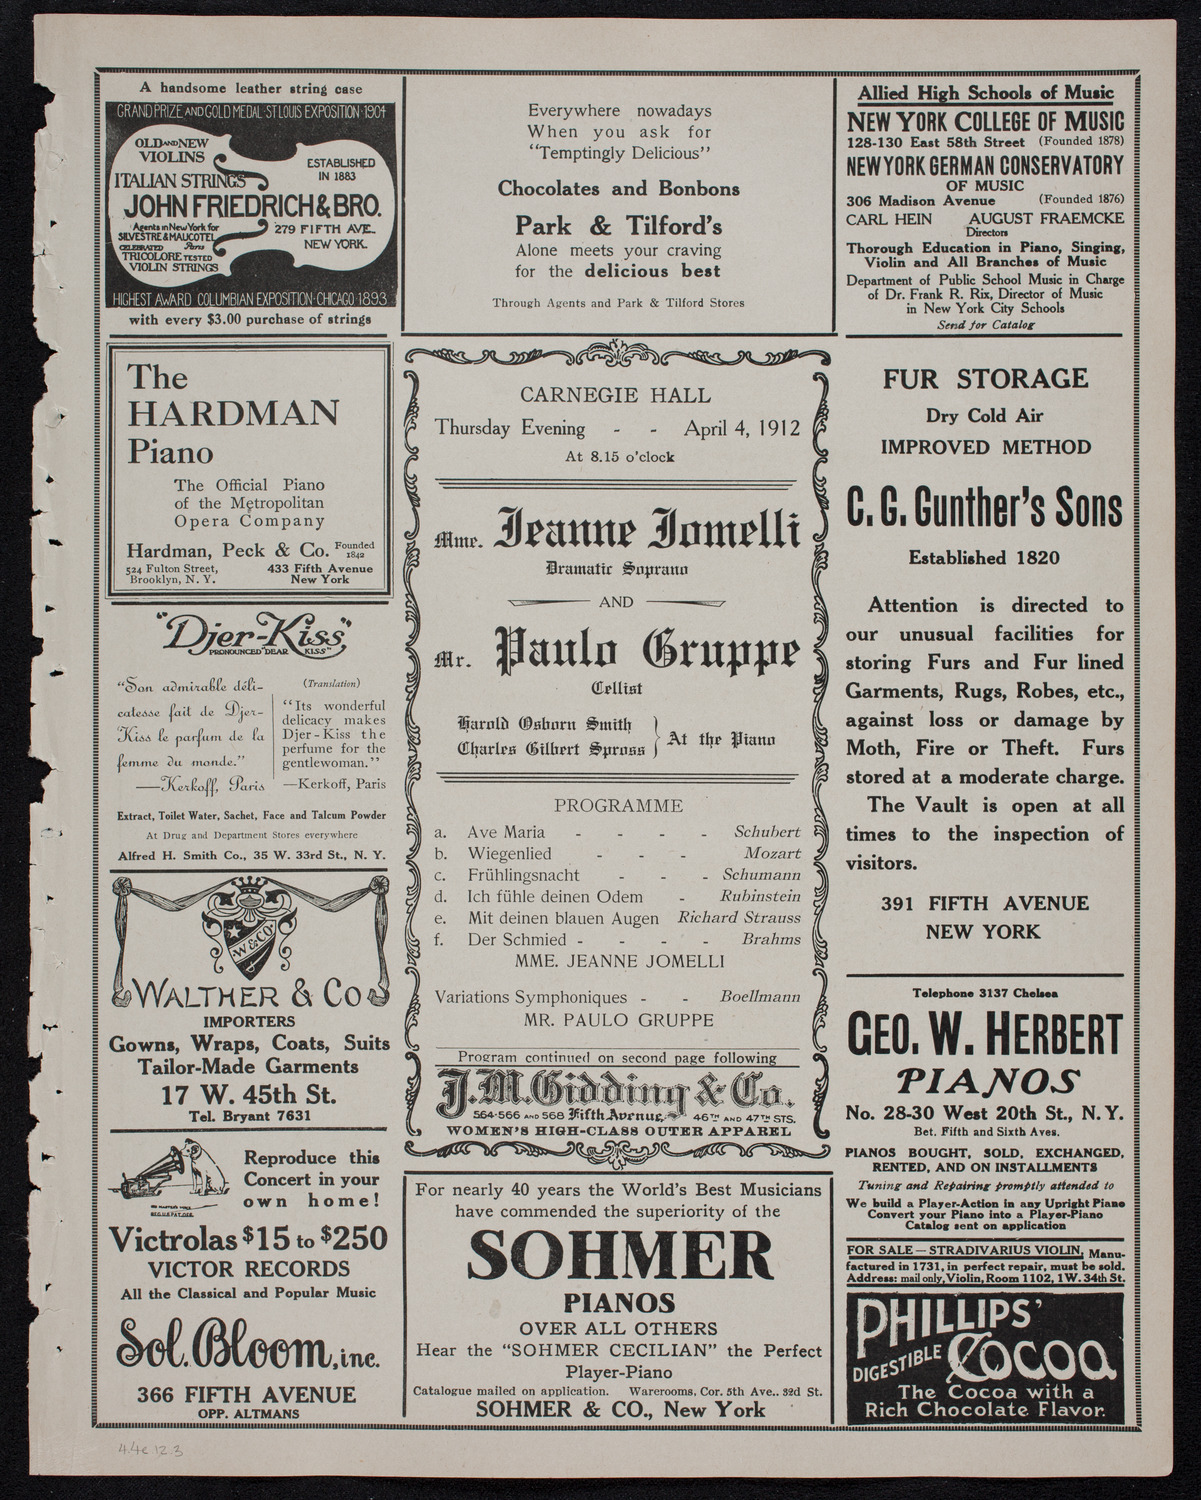 A handsome leather string case
GRAND PRIZE AND GOLD MEDAL·ST LOUIS EXPOSITION·1904
OLD AND NEW
VIOLINS
ESTABLISHED
IN 1883
ITALIAN STRINGS
JOHN FRIEDRICH & BRO.
Agents in New York for
SILVESTRE & MAUCOTEL
CELEBRATED Paris
TRICOLORE TESTED
VIOLIN STRINGS
279 FIFTH AVE.
NEW YORK.
HIGHEST AWARD COLUMBIAN EXPOSITION·CHICAGO·1893
with every $3.00 purchase of strings
The
HARDMAN
Piano
The Official Piano
of the Metropolitan
Opera Company
Hardman, Peck & Co. Founded 1842
524 Fulton Street,
Brooklyn, N. Y.
433 Fifth Avenue
New York
"Djer-Kiss"
PRONOUNCED "DEAR KISS"
"Son admirable déli-
catesse fait de Djer-
Kiss le parfum de la
femme du monde."
—Kerkoff, Paris
(Translation)
"Its wonderful
delicacy makes
Djer-Kiss the
perfume for the
gentlewoman."
—Kerkoff, Paris
Extract, Toilet Water, Sachet, Face and Talcum Powder
At Drug and Department Stores everywhere
Alfred H. Smith Co., 35 W. 33rd St., N. Y.
W & CO.
WALTHER & CO
IMPORTERS
Gowns, Wraps, Coats, Suits
Tailor-Made Garments
17 W. 45th St.
Tel. Bryant 7631
Reproduce this
Concert in your
own home!
HIS MASTER'S VOICE
REG. U.S. PAT. OFF.
Victrolas $15 to $250
VICTOR RECORDS
All the Classical and Popular Music
Sol. Bloom, inc.
366 FIFTH AVENUE
OPP. ALTMANS
Everywhere nowadays
When you ask for
"Temptingly Delicious"
Chocolates and Bonbons
Park & Tilford's
Alone meets your craving
for the delicious best
Through Agents and Park & Tilford Stores
CARNEGIE HALL
Thursday Evening - - April 4, 1912
At 8.15 o'clock
Mme. Jeanne Jomelli
Dramatic Soprano
AND
Mr. Paulo Gruppe
Cellist
Harold Osborn Smith
Charles Gilbert Spross } At the Piano
PROGRAMME
a. Ave Maria - - - - Schubert
b. Wiegenlied - - - Mozart
c. Frühlingsnacht - - - Schumann
d. Ich fühle deinen Odem - Rubinstein
e. Mit deinen blauen Augen Richard Strauss
f. Der Schmied - - - - Brahms
MME. JEANNE JOMELLI
Variations Symphoniques - - Boellmann
MR. PAULO GRUPPE
Program continued on second page following
J.M. Gidding & Co.
564-566 AND 568 Fifth Avenue, 46TH AND 47TH STS.
WOMEN'S HIGH-CLASS OUTER APPAREL
For nearly 40 years the World's Best Musicians
have commended the superiority of the
SOHMER
PIANOS
OVER ALL OTHERS
Hear the "SOHMER CECILIAN" the Perfect
Player-Piano
Catalogue mailed on application. Warerooms, Cor. 5th Ave.. 32d St.
SOHMER & CO., New York
Allied High Schools of Music
NEW YORK COLLEGE OF MUSIC
128-130 East 58th Street (Founded 1878)
NEW YORK GERMAN CONSERVATORY
OF MUSIC
306 Madison Avenue (Founded 1876)
CARL HEIN AUGUST FRAEMCKE
Directors
Thorough Education in Piano, Singing,
Violin and All Branches of Music
Department of Public School Music in Charge
of Dr. Frank R. Rix, Director of Music
in New York City Schools
Send for Catalog
FUR STORAGE
Dry Cold Air
IMPROVED METHOD
C. G. Gunther's Sons
Established 1820
Attention is directed to
our unusual facilities for
storing Furs and Fur lined
Garments, Rugs, Robes, etc.,
against loss or damage by
Moth, Fire or Theft. Furs
stored at a moderate charge.
The Vault is open at all
times to the inspection of
visitors.
391 FIFTH AVENUE
NEW YORK
Telephone 3137 Chelsea
GEO. W. HERBERT
PIANOS
No. 28-30 West 20th St., N. Y.
Bet. Fifth and Sixth Aves.
PIANOS BOUGHT, SOLD, EXCHANGED,
RENTED, AND ON INSTALLMENTS
Tuning and Repairing promptly attended to
We build a Player-Action in any Upright Piano
Convert your Piano into a Player-Piano
Catalog sent on application
FOR SALE — STRADIVARIUS VIOLIN, Manu-
factured in 1731, in perfect repair, must be sold.
Address: mail only, Violin, Room 1102, 1 W. 34th St.
PHILLIPS'
DIGESTIBLE COCOA
The Cocoa with a
Rich Chocolate Flavor.
4.4e 12.3